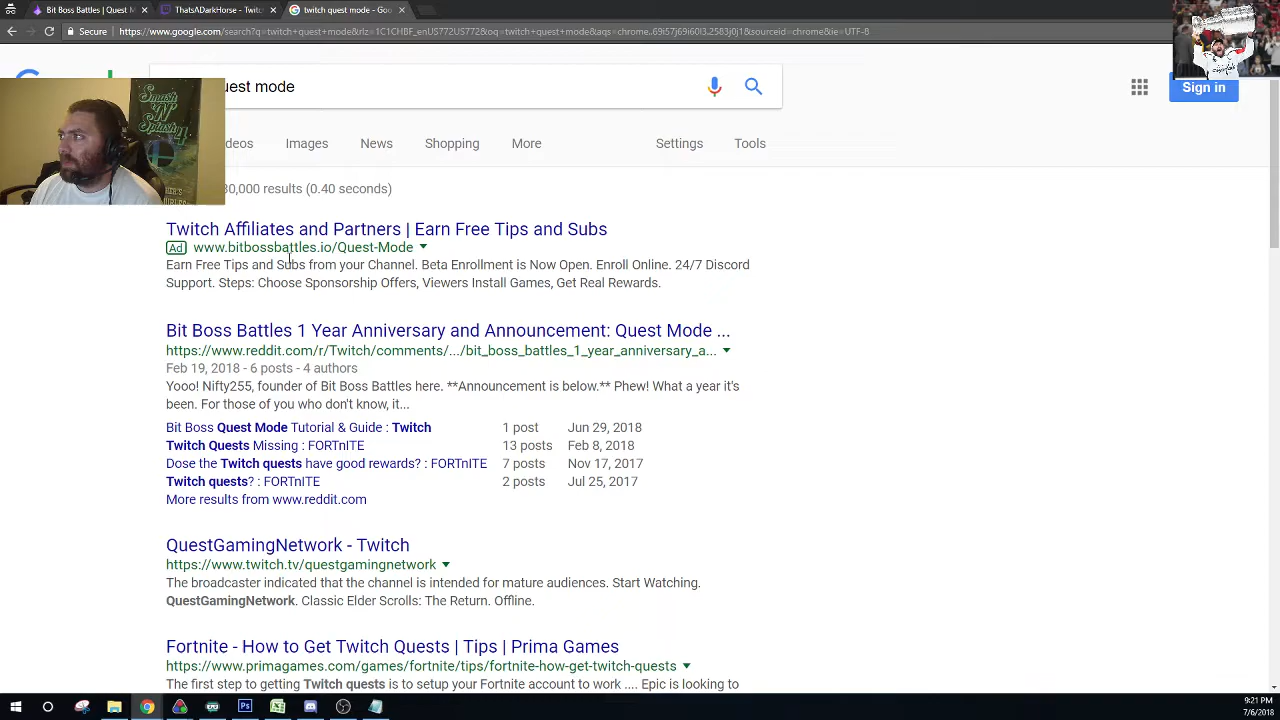 Bit Boss Battles | Quest M
ThatsADarkHorse - Twitc
twitch quest mode - Goo
Secure
https://www.google.com/search?q=twitch+quest+mode&rlz=1C1CHBF_enUS772US772&oq=twitch+quest+mode&aqs=chrome..69i57j69i60l3.2583j0j1&sourceid=chrome&ie=UTF-8
uest mode
Sign in
deos Images News Shopping More Settings Tools
80,000 results (0.40 seconds)
Smash 'N' Splash 4
Twitch Affiliates and Partners | Earn Free Tips and Subs
Ad www.bitbossbattles.io/Quest-Mode
Earn Free Tips and Subs from your Channel. Beta Enrollment is Now Open. Enroll Online. 24/7 Discord
Support. Steps: Choose Sponsorship Offers, Viewers Install Games, Get Real Rewards.
Bit Boss Battles 1 Year Anniversary and Announcement: Quest Mode ...
https://www.reddit.com/r/Twitch/comments/.../bit_boss_battles_1_year_anniversary_a...
Feb 19, 2018 - 6 posts - 4 authors
Yooo! Nifty255, founder of Bit Boss Battles here. **Announcement is below.** Phew! What a year it's
been. For those of you who don't know, it...
Bit Boss Quest Mode Tutorial & Guide : Twitch 1 post Jun 29, 2018
Twitch Quests Missing : FORTnITE 13 posts Feb 8, 2018
Dose the Twitch quests have good rewards? : FORTnITE 7 posts Nov 17, 2017
Twitch quests? : FORTnITE 2 posts Jul 25, 2017
More results from www.reddit.com
QuestGamingNetwork - Twitch
https://www.twitch.tv/questgamingnetwork
The broadcaster indicated that the channel is intended for mature audiences. Start Watching.
QuestGamingNetwork. Classic Elder Scrolls: The Return. Offline.
Fortnite - How to Get Twitch Quests | Tips | Prima Games
https://www.primagames.com/games/fortnite/tips/fortnite-how-get-twitch-quests
The first step to getting Twitch quests is to setup your Fortnite account to work .... Epic is looking to
9:21 PM
7/6/2018